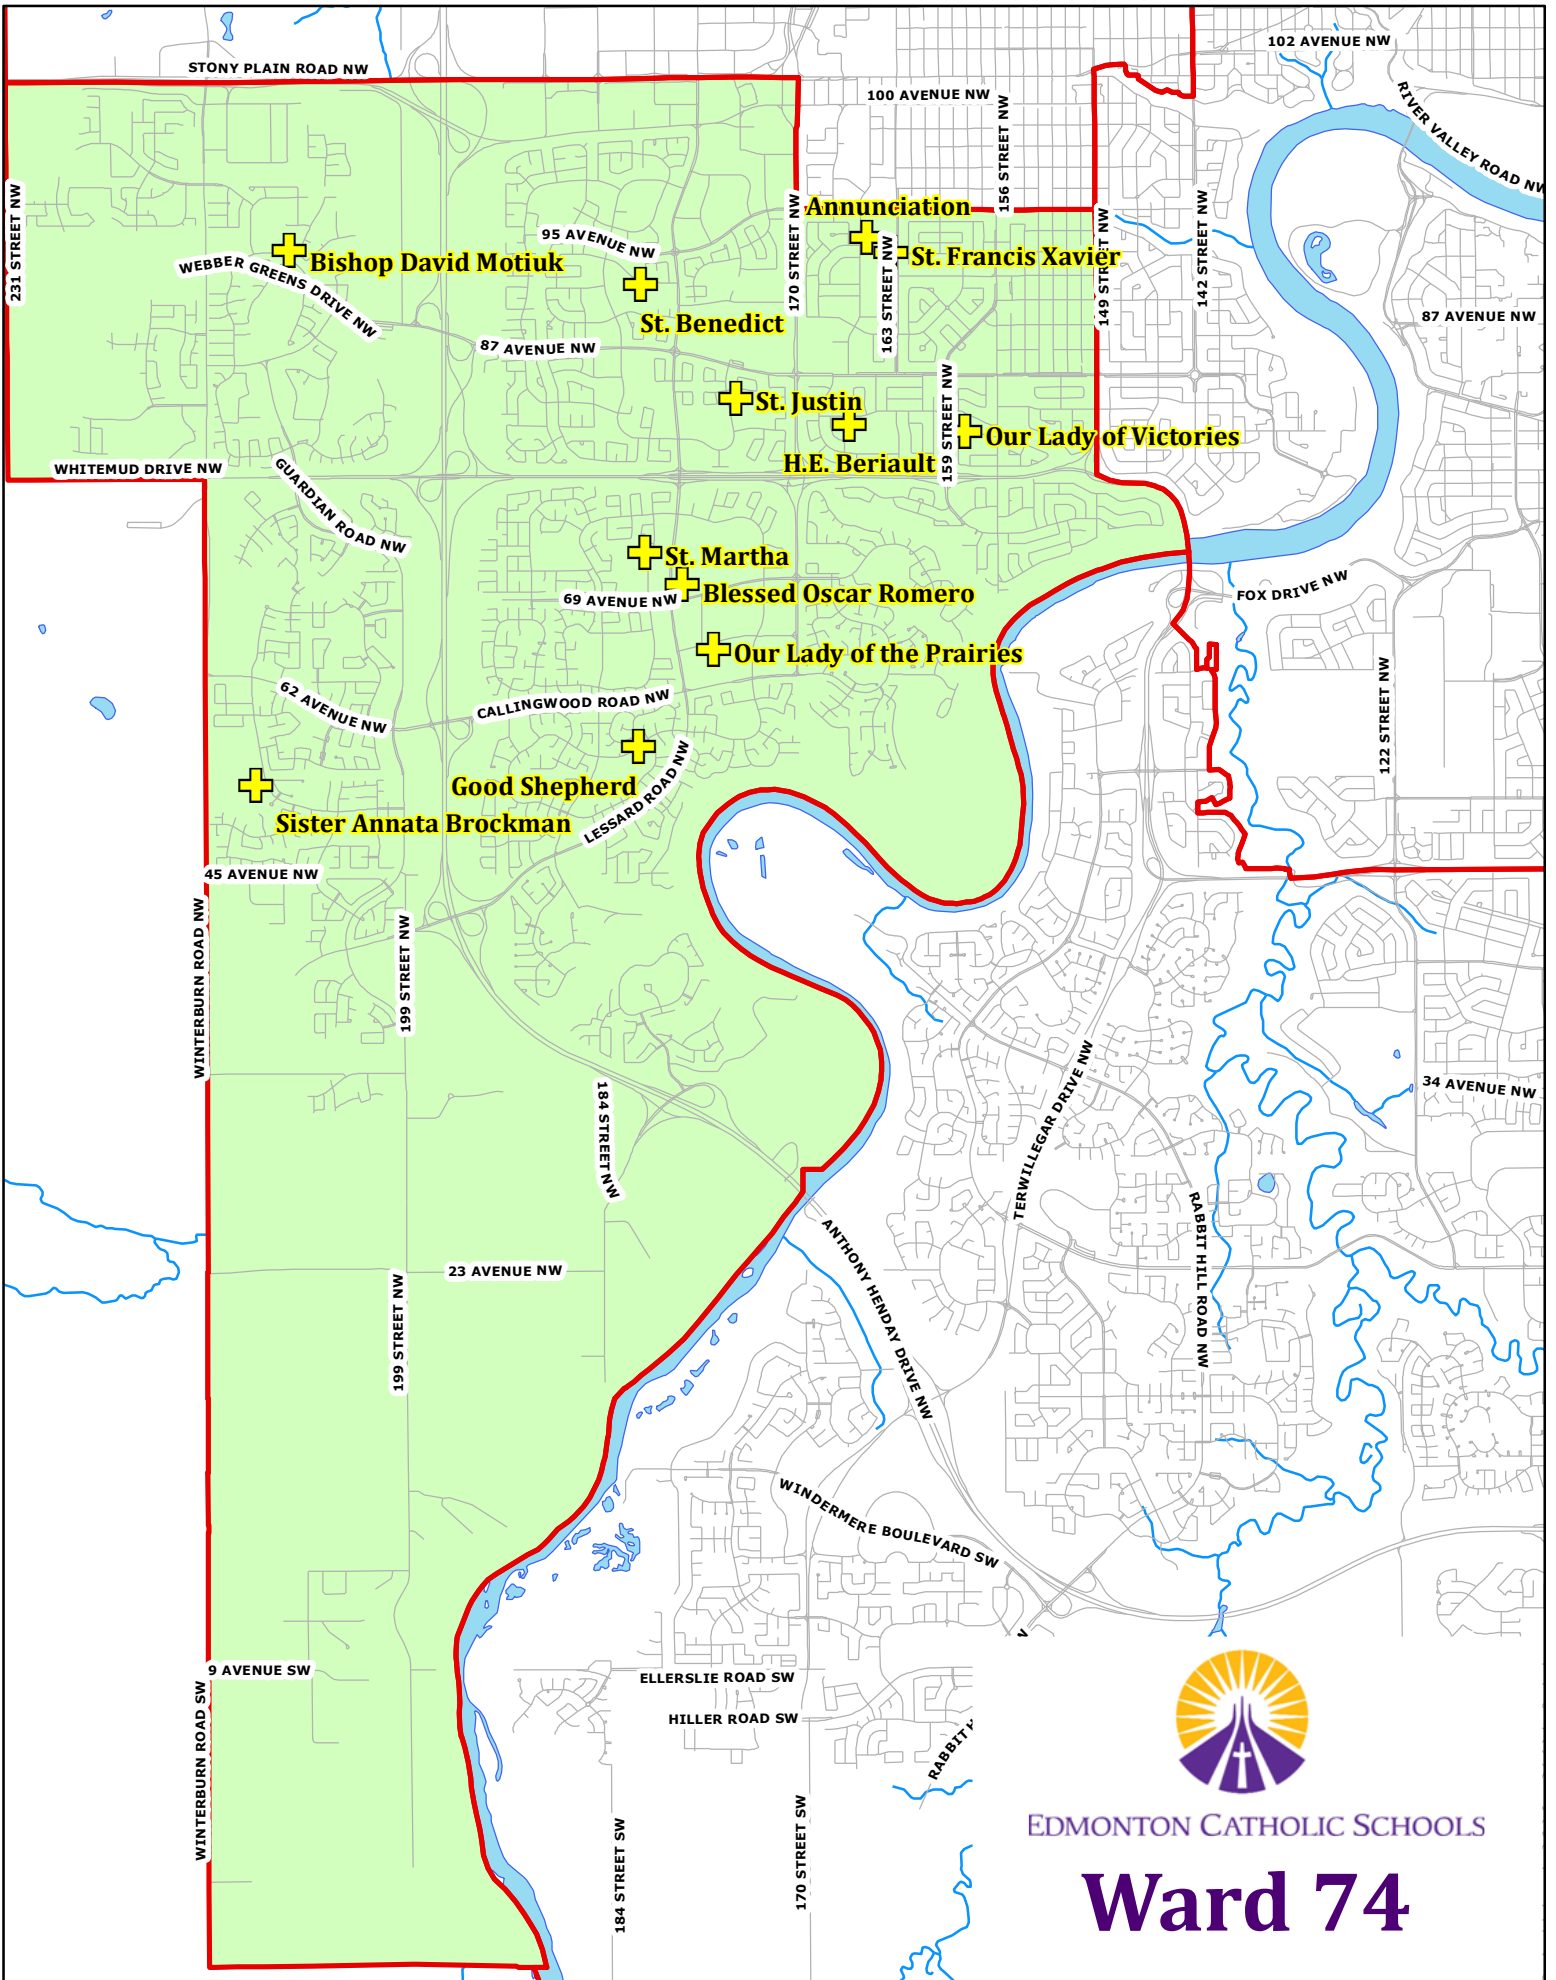 102 AVENUE NW
STONY PLAIN ROAD NW
100 AVENUE NW
RIVER VALLEY ROAD NW
156 STREET NW
231 STREET NW
170 STREET NW
Annunciation
149 STREET NW
142 STREET NW
95 AVENUE NW
163 STREET NW
St. Francis Xavier
Bishop David Motiuk
WEBBER GREENS DRIVE NW
St. Benedict
87 AVENUE NW
87 AVENUE NW
159 STREET NW
St. Justin
Our Lady of Victories
H.E. Beriault
WHITEMUD DRIVE NW
GUARDIAN ROAD NW
St. Martha
69 AVENUE NW
Blessed Oscar Romero
FOX DRIVE NW
Our Lady of the Prairies
122 STREET NW
62 AVENUE NW
CALLINGWOOD ROAD NW
Good Shepherd
LESSARD ROAD NW
Sister Annata Brockman
45 AVENUE NW
WINTERBURN ROAD NW
199 STREET NW
184 STREET NW
TERWILLEGAR DRIVE NW
34 AVENUE NW
RABBIT HILL ROAD NW
ANTHONY HENDAY DRIVE NW
23 AVENUE NW
199 STREET NW
WINDERMERE BOULEVARD SW
9 AVENUE SW
ELLERSLIE ROAD SW
HILLER ROAD SW
WINTERBURN ROAD SW
RABBIT H
184 STREET SW
170 STREET SW
EDMONTON CATHOLIC SCHOOLS
Ward 74